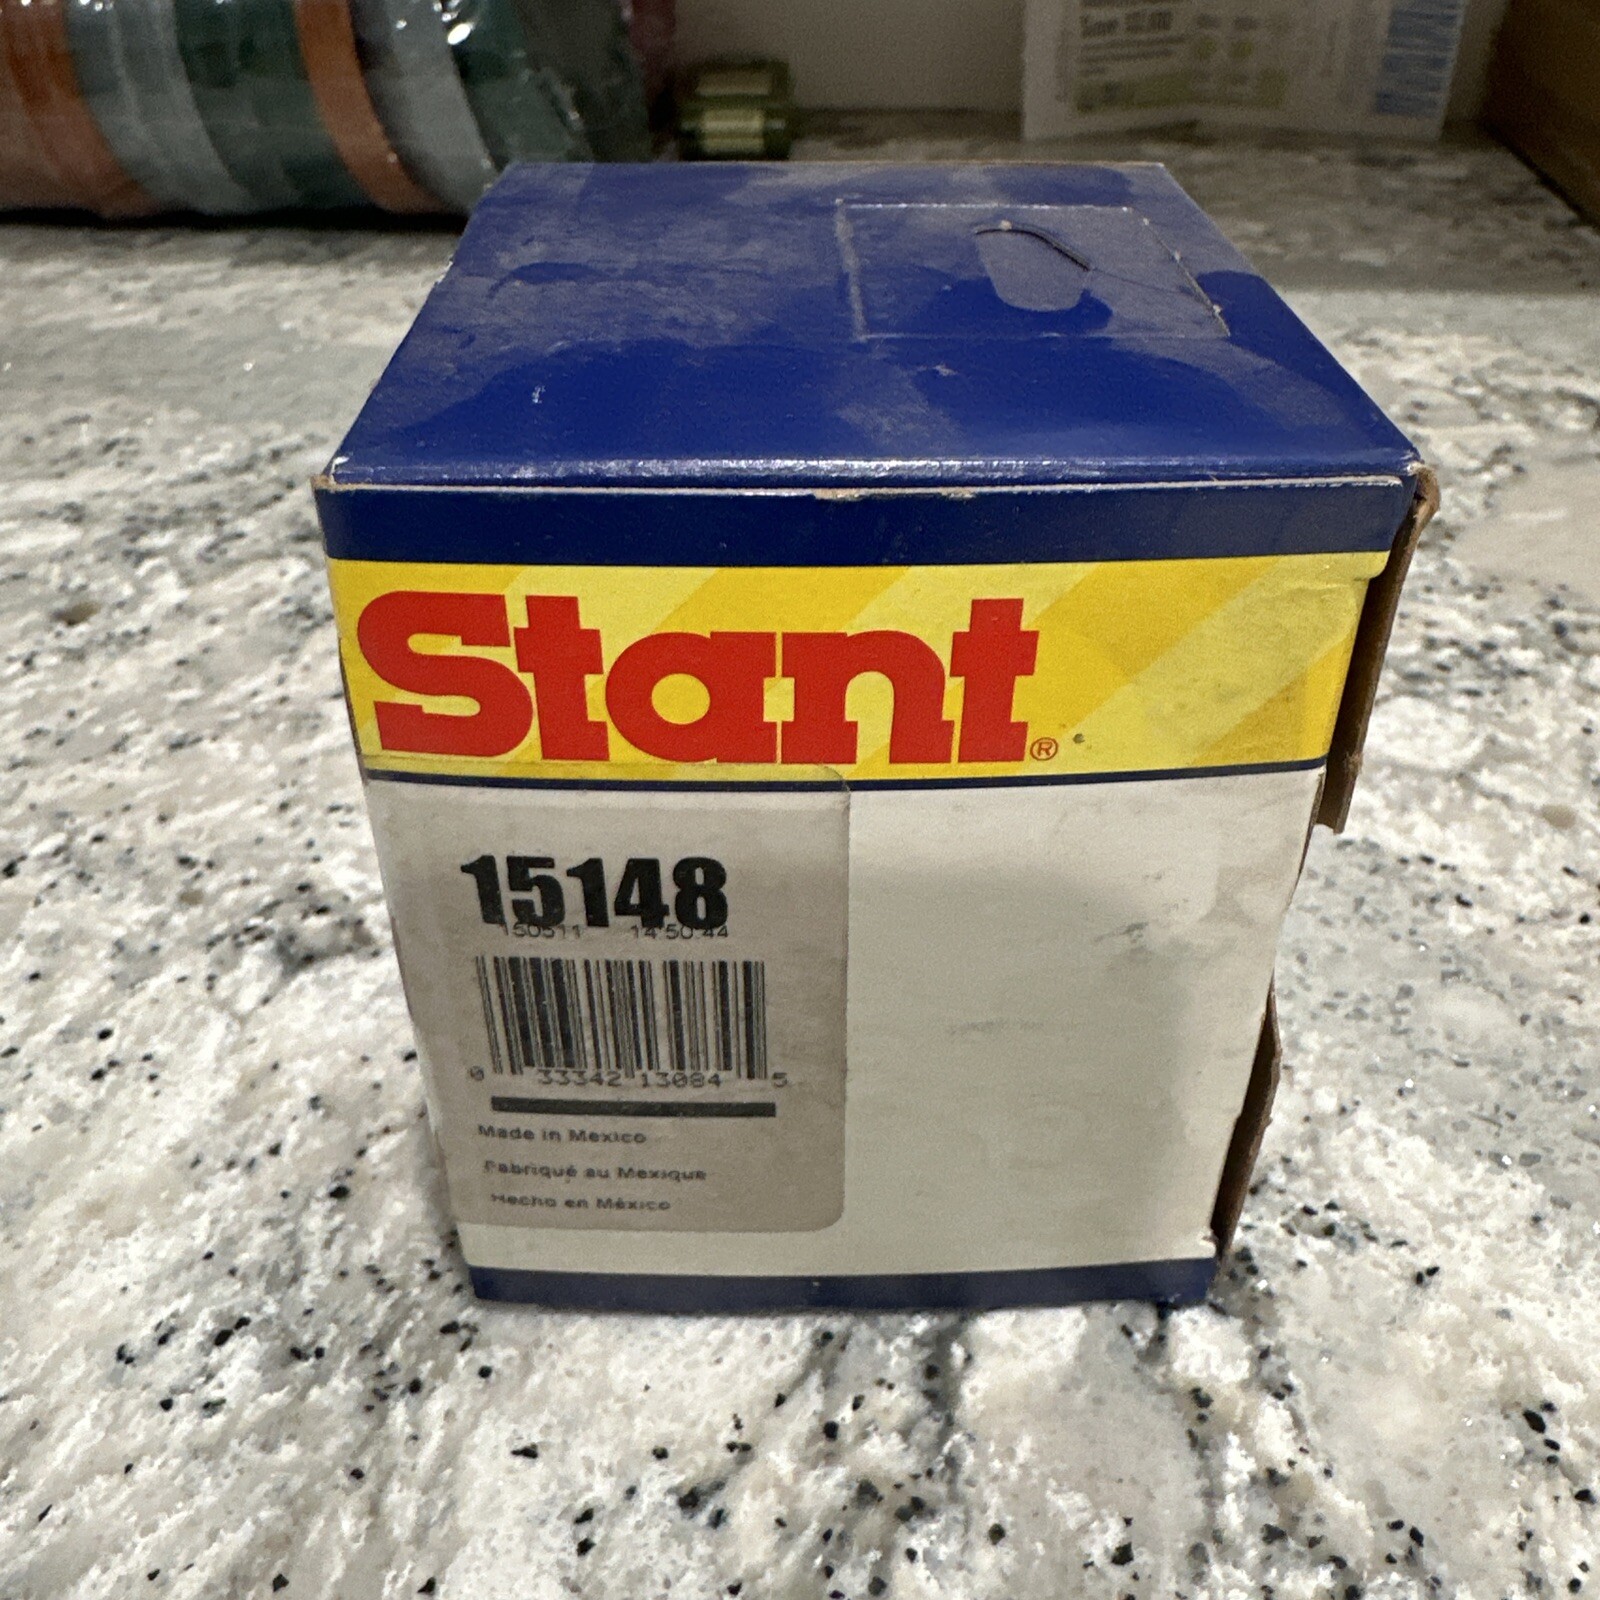 Stant®
15148
150511 14 50 44
0 33342 13084 5
Made in Mexico
Fabriqué au Mexique
Hecho en México